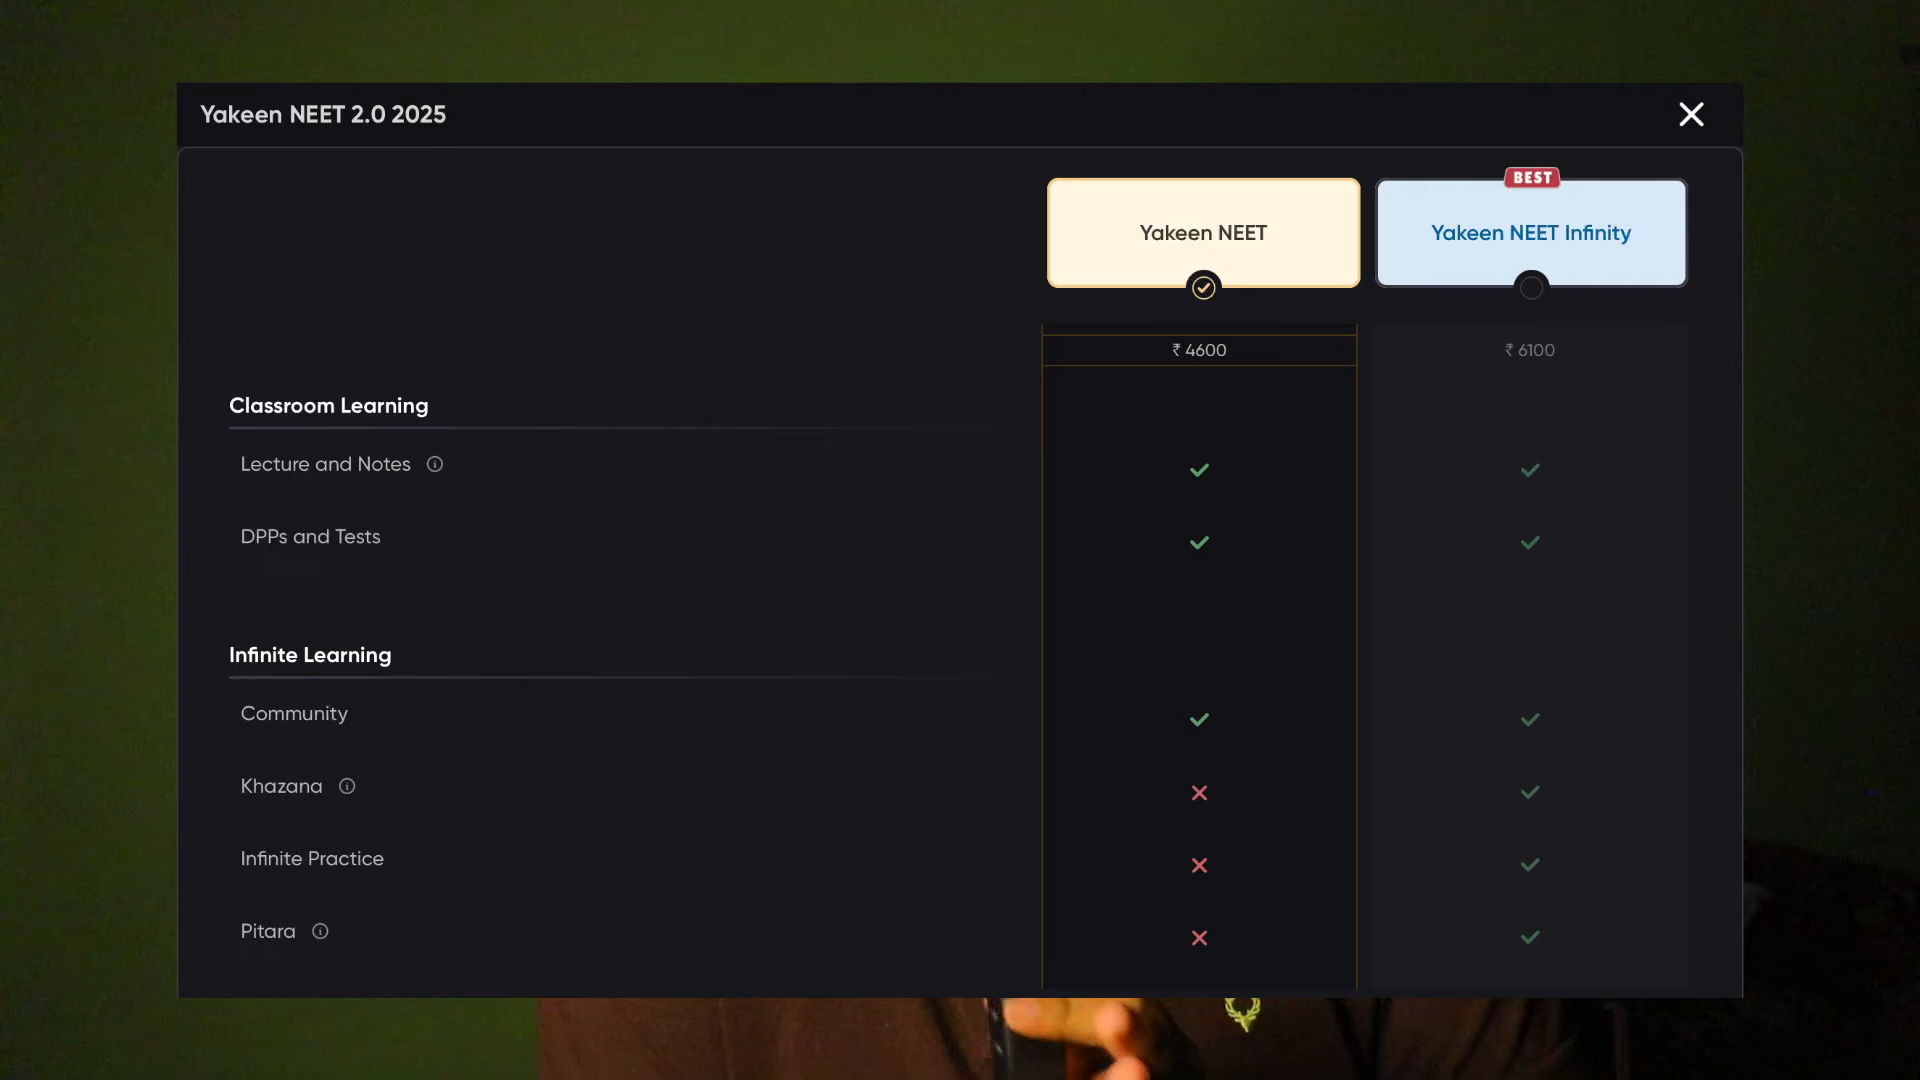 Yakeen NEET 2.0 2025
BEST
Yakeen NEET
Yakeen NEET Infinity
₹ 4600
₹ 6100
Classroom Learning
Lecture and Notes
DPPs and Tests
Infinite Learning
Community
Khazana
Infinite Practice
Pitara